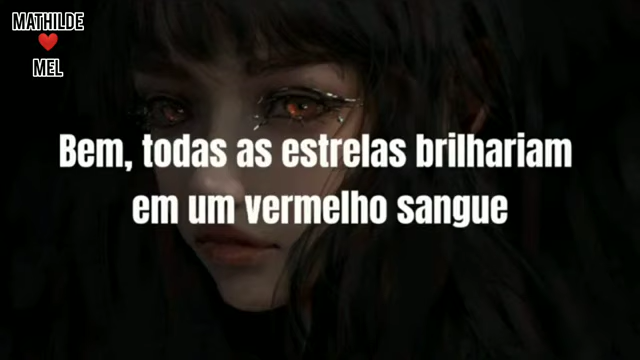 MATHILDE
❤️
MEL
Bem, todas as estrelas brilhariam
em um vermelho sangue